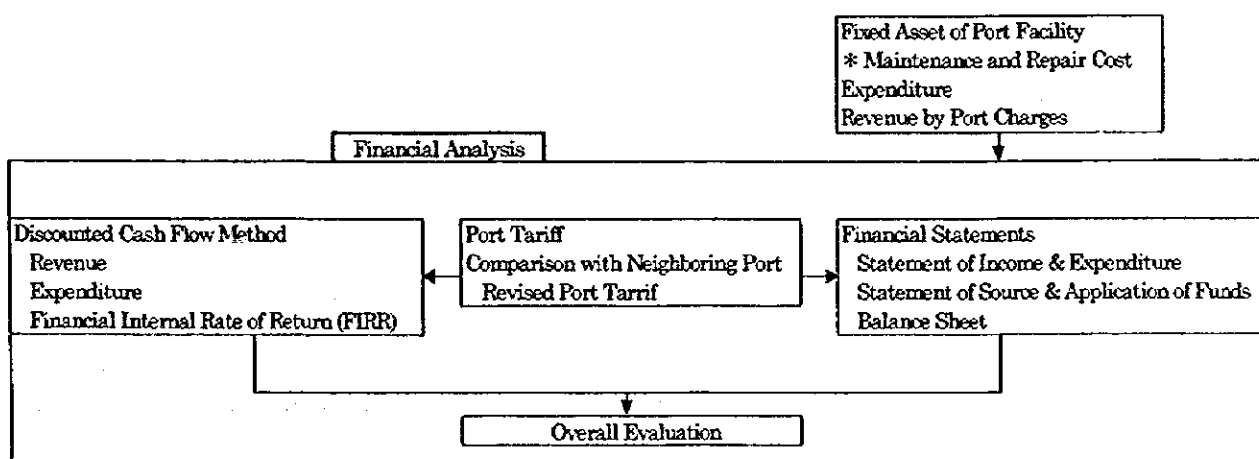 Fixed Asset of Port Facility
* Maintenance and Repair Cost
Expenditure
Revenue by Port Charges
Financial Analysis
Discounted Cash Flow Method
Revenue
Expenditure
Financial Internal Rate of Return (FIRR)
Port Tariff
Comparison with Neighboring Port
Revised Port Tarrif
Financial Statements
Statement of Income & Expenditure
Statement of Source & Application of Funds
Balance Sheet
Overall Evaluation